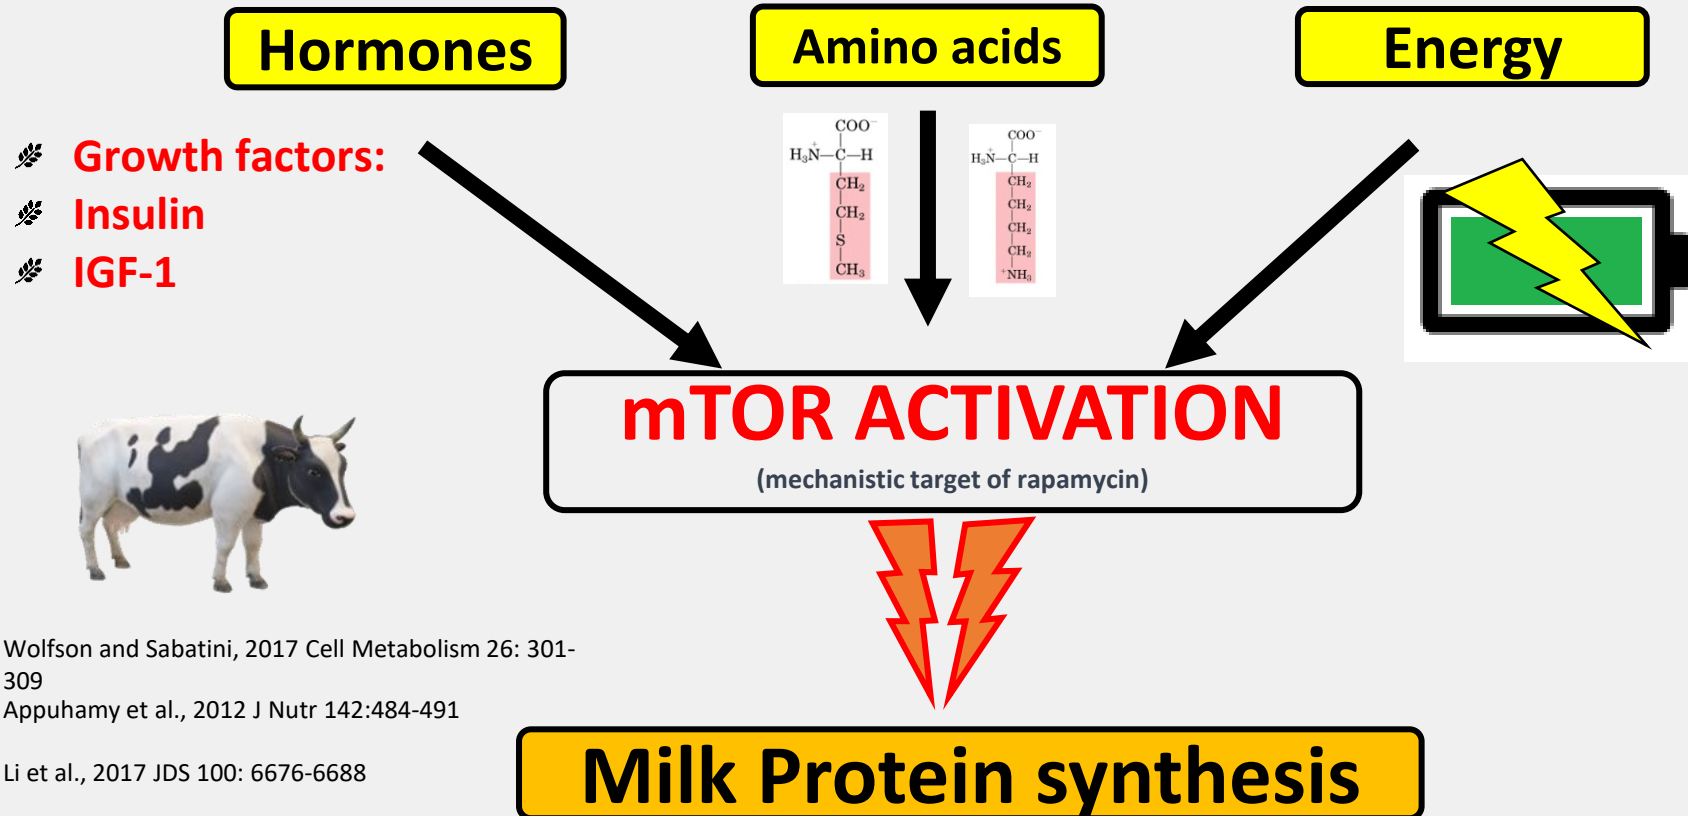 Hormones
Amino acids
Energy
Growth factors:
Insulin
IGF-1
COO⁻
H₃N⁺—C—H
CH₂
CH₂
S
CH₃
COO⁻
H₃N⁺—C—H
CH₂
CH₂
CH₂
CH₂
⁺NH₃
mTOR ACTIVATION
(mechanistic target of rapamycin)
Wolfson and Sabatini, 2017 Cell Metabolism 26: 301-
309
Appuhamy et al., 2012 J Nutr 142:484-491
Li et al., 2017 JDS 100: 6676-6688
Milk Protein synthesis